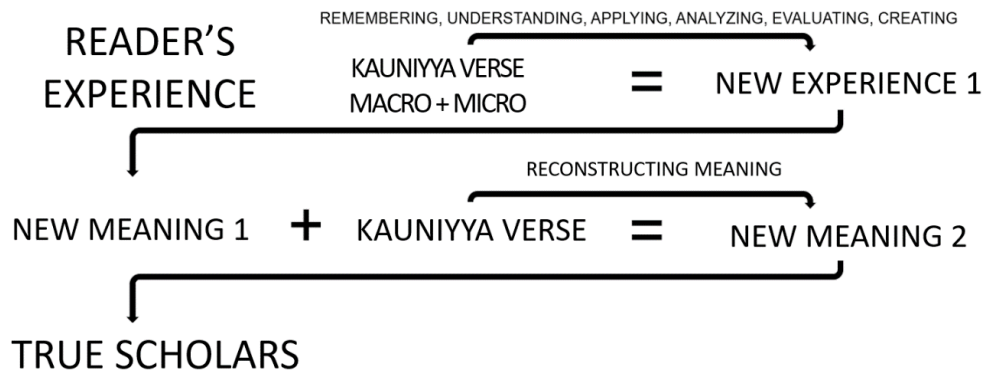 REMEMBERING, UNDERSTANDING, APPLYING, ANALYZING, EVALUATING, CREATING
READER’S
EXPERIENCE
KAUNIYYA VERSE
MACRO + MICRO
=
NEW EXPERIENCE 1
RECONSTRUCTING MEANING
NEW MEANING 1 + KAUNIYYA VERSE = NEW MEANING 2
TRUE SCHOLARS